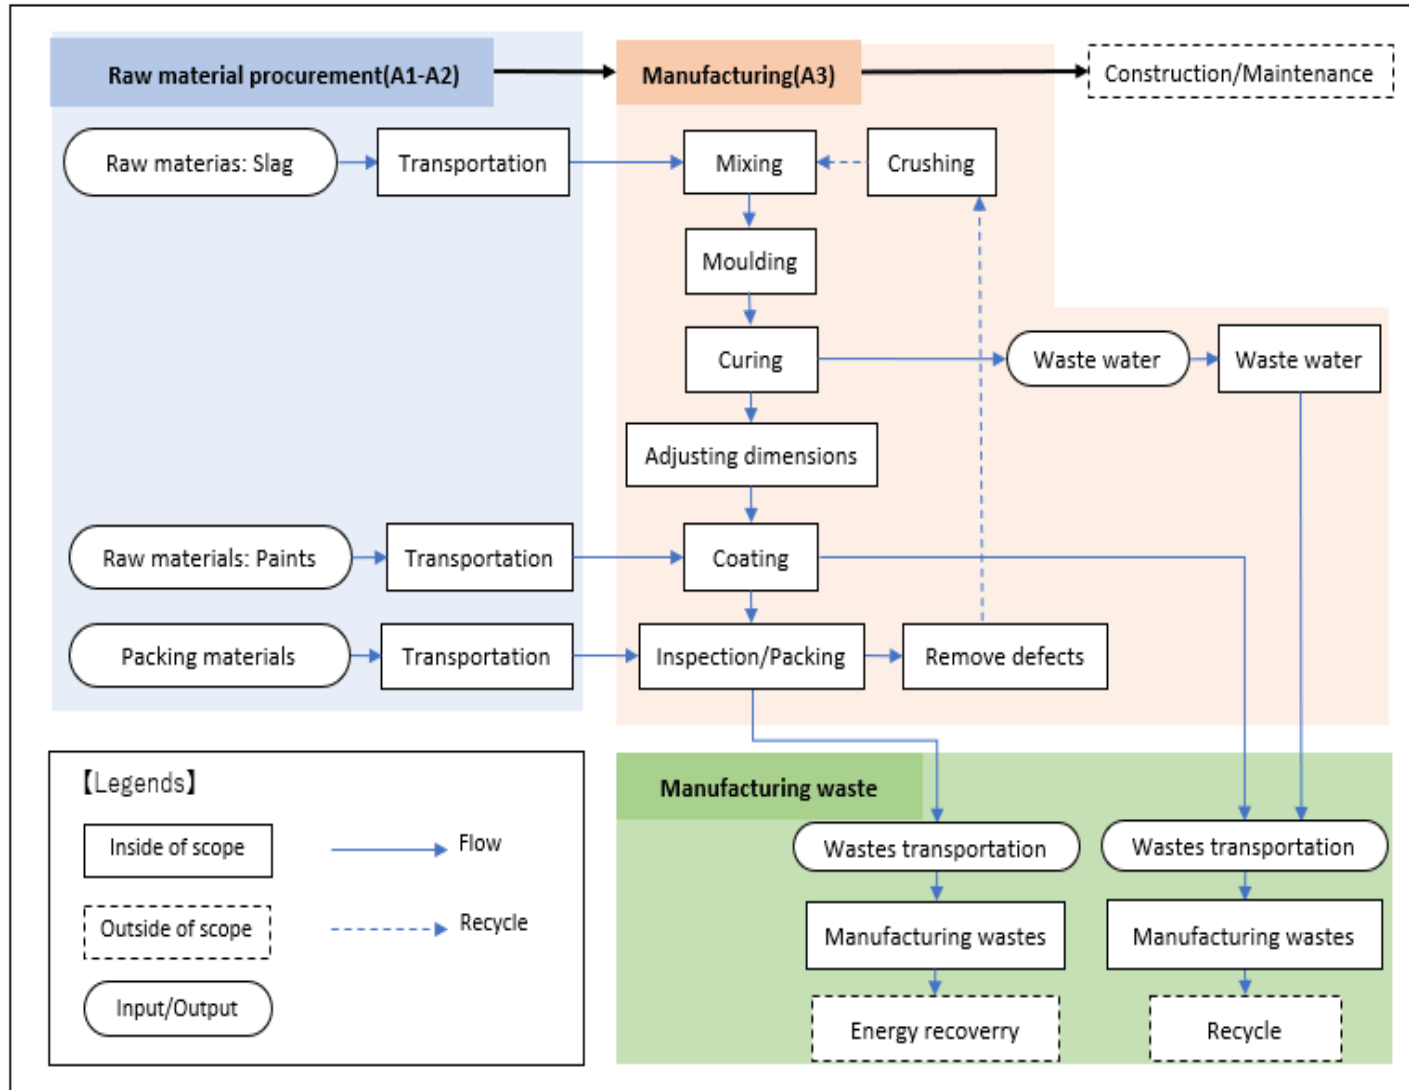 Raw material procurement(A1-A2)
Manufacturing(A3)
Construction/Maintenance
Raw materias: Slag
Transportation
Mixing
Crushing
Moulding
Curing
Waste water
Waste water
Adjusting dimensions
Raw materials: Paints
Transportation
Coating
Packing materials
Transportation
Inspection/Packing
Remove defects
【Legends】
Inside of scope
Flow
Outside of scope
Recycle
Input/Output
Manufacturing waste
Wastes transportation
Wastes transportation
Manufacturing wastes
Manufacturing wastes
Energy recoverry
Recycle